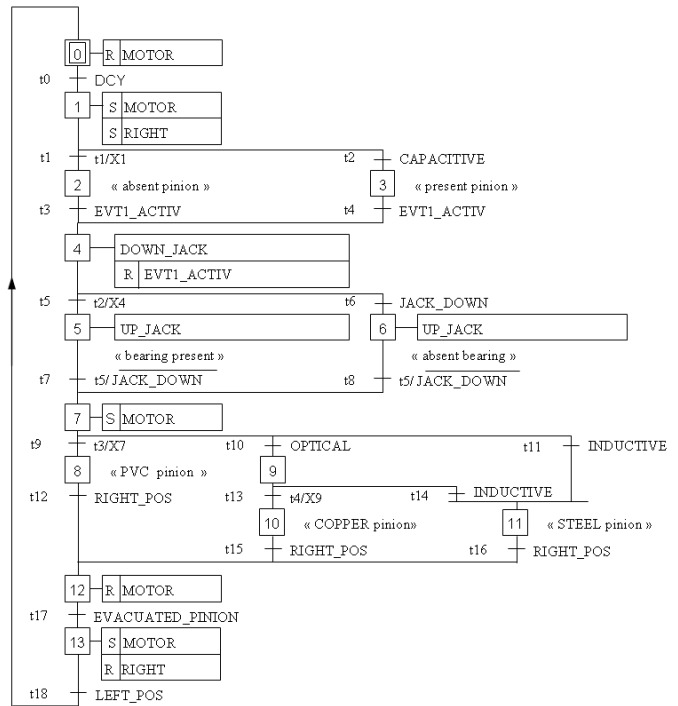 0 R MOTOR
t0 DCY
1 S MOTOR
S RIGHT
t1 t1/X1 t2 CAPACITIVE
2 « absent pinion » 3 « present pinion »
t3 EVT1_ACTIV t4 EVT1_ACTIV
4 DOWN_JACK
R EVT1_ACTIV
t5 t2/X4 t6 JACK_DOWN
5 UP_JACK 6 UP_JACK
« bearing present » « absent bearing »
t7 t5/JACK_DOWN t8 t5/JACK_DOWN
7 S MOTOR
t9 t3/X7 t10 OPTICAL t11 INDUCTIVE
8 « PVC pinion » 9
t12 RIGHT_POS t13 t4/X9 t14 INDUCTIVE
10 « COPPER pinion» 11 « STEEL pinion »
t15 RIGHT_POS t16 RIGHT_POS
12 R MOTOR
t17 EVACUATED_PINION
13 S MOTOR
R RIGHT
t18 LEFT_POS